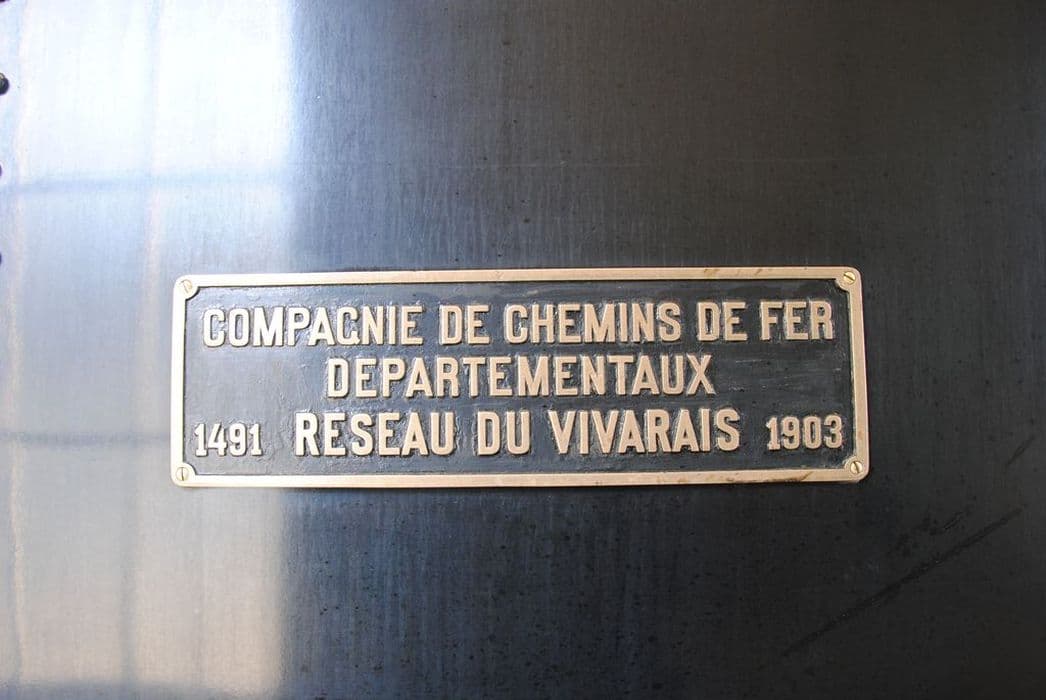 COMPAGNIE DE CHEMINS DE FER
DEPARTEMENTAUX
1491 RESEAU DU VIVARAIS 1903